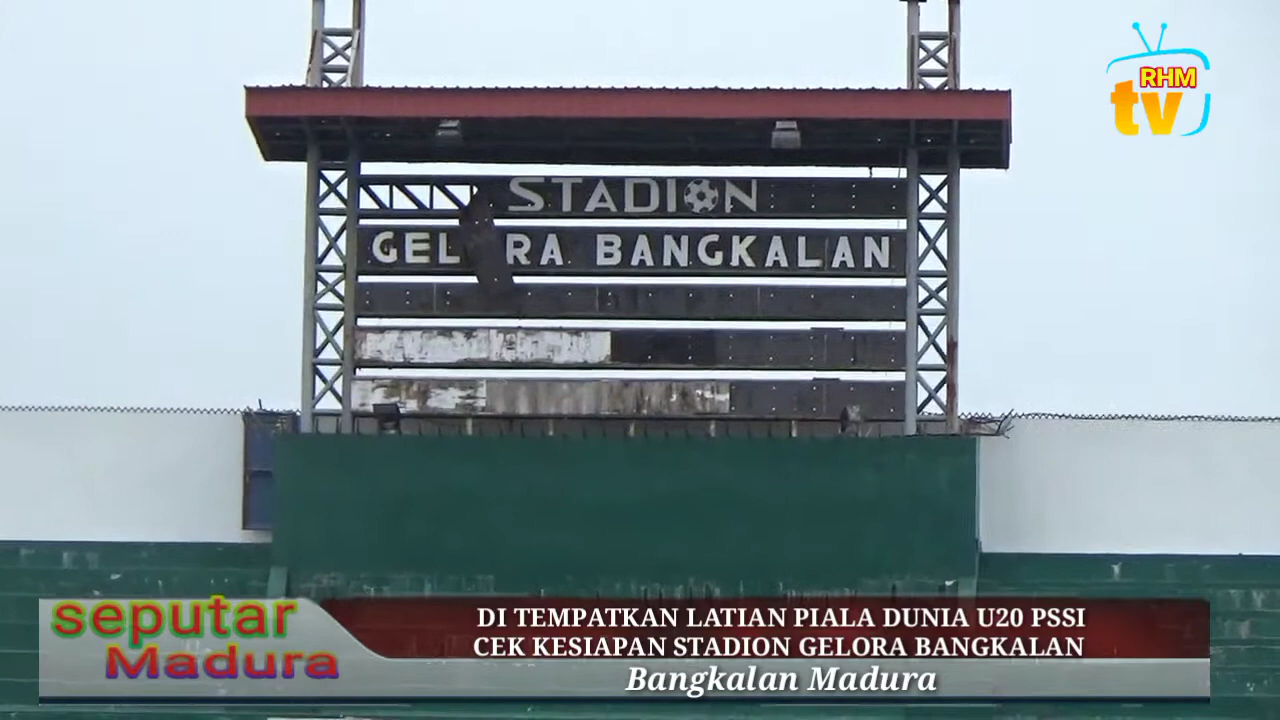 RHM
tv
STADION
GELORA BANGKALAN
seputar
Madura
DI TEMPATKAN LATIAN PIALA DUNIA U20 PSSI
CEK KESIAPAN STADION GELORA BANGKALAN
Bangkalan Madura